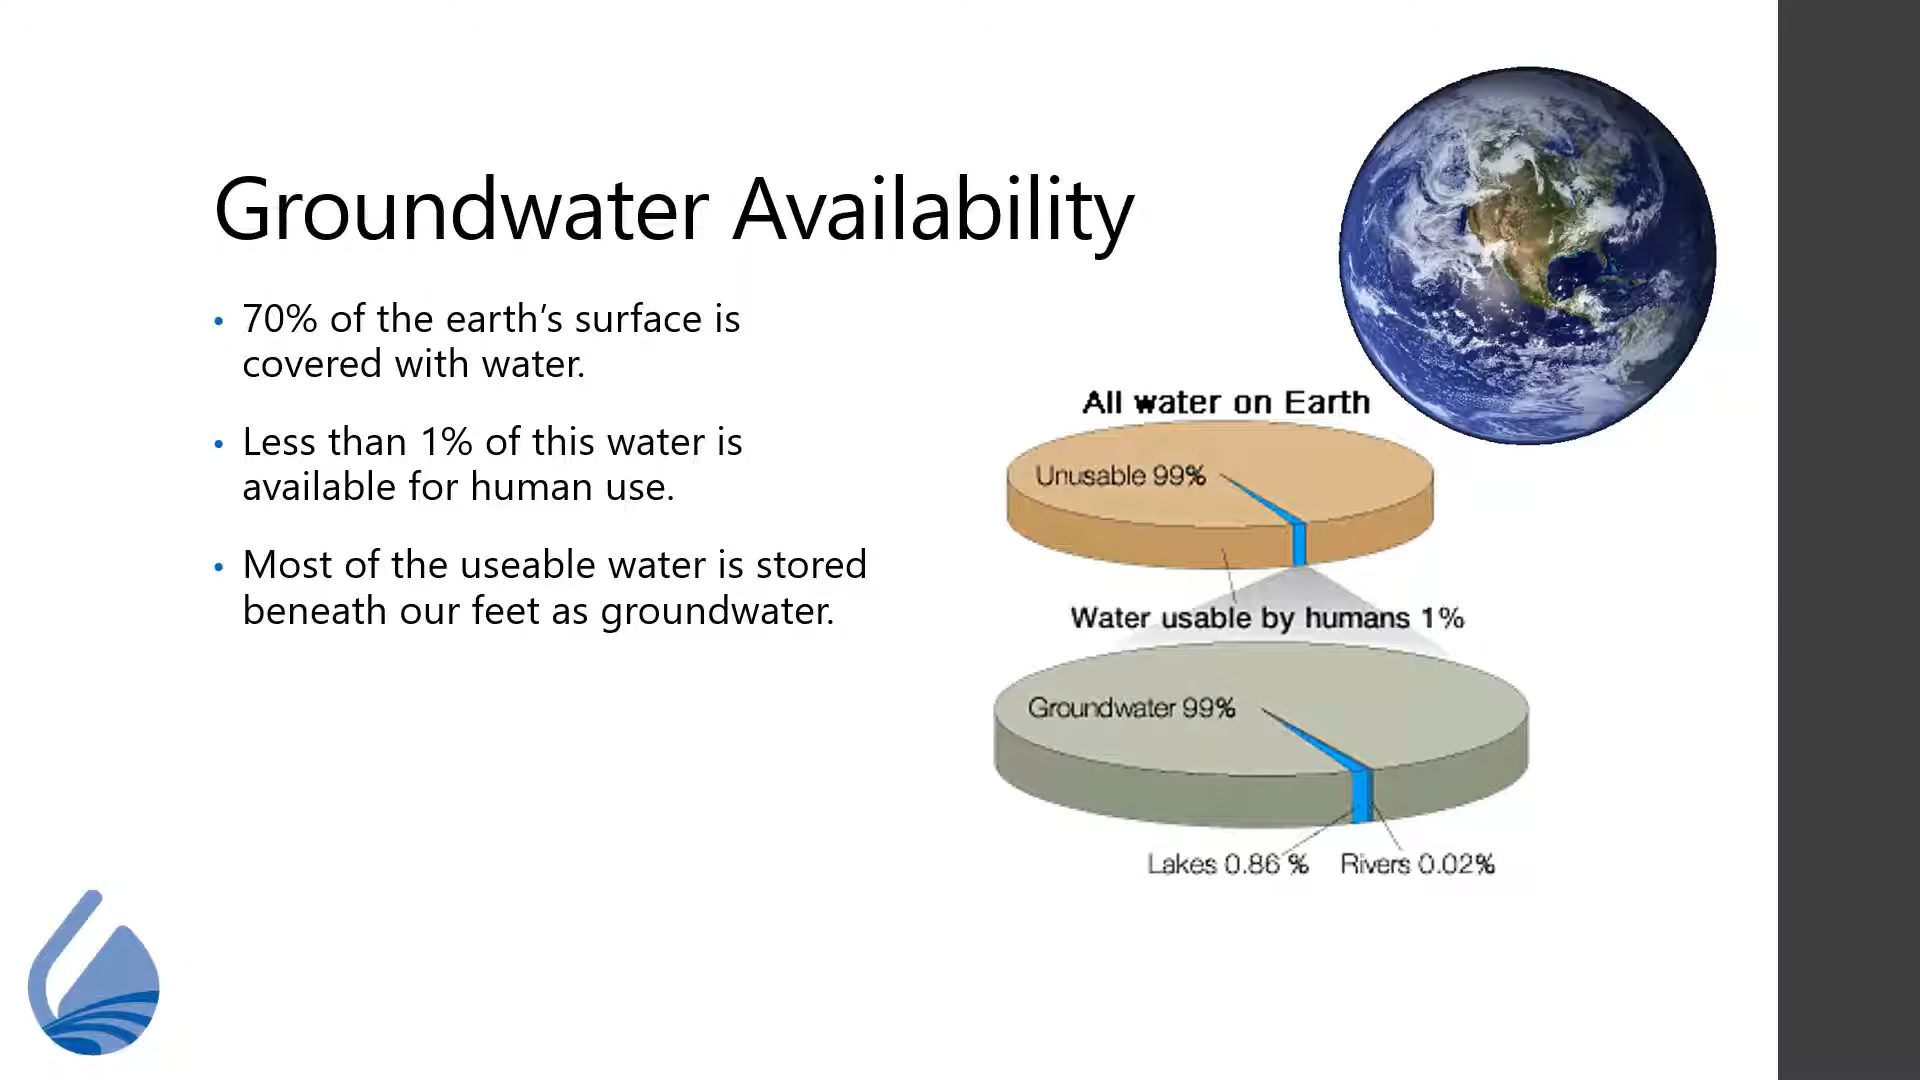 Groundwater Availability
• 70% of the earth’s surface is
covered with water.
• Less than 1% of this water is
available for human use.
• Most of the useable water is stored
beneath our feet as groundwater.
All water on Earth
Unusable 99%
Water usable by humans 1%
Groundwater 99%
Lakes 0.86 % Rivers 0.02%